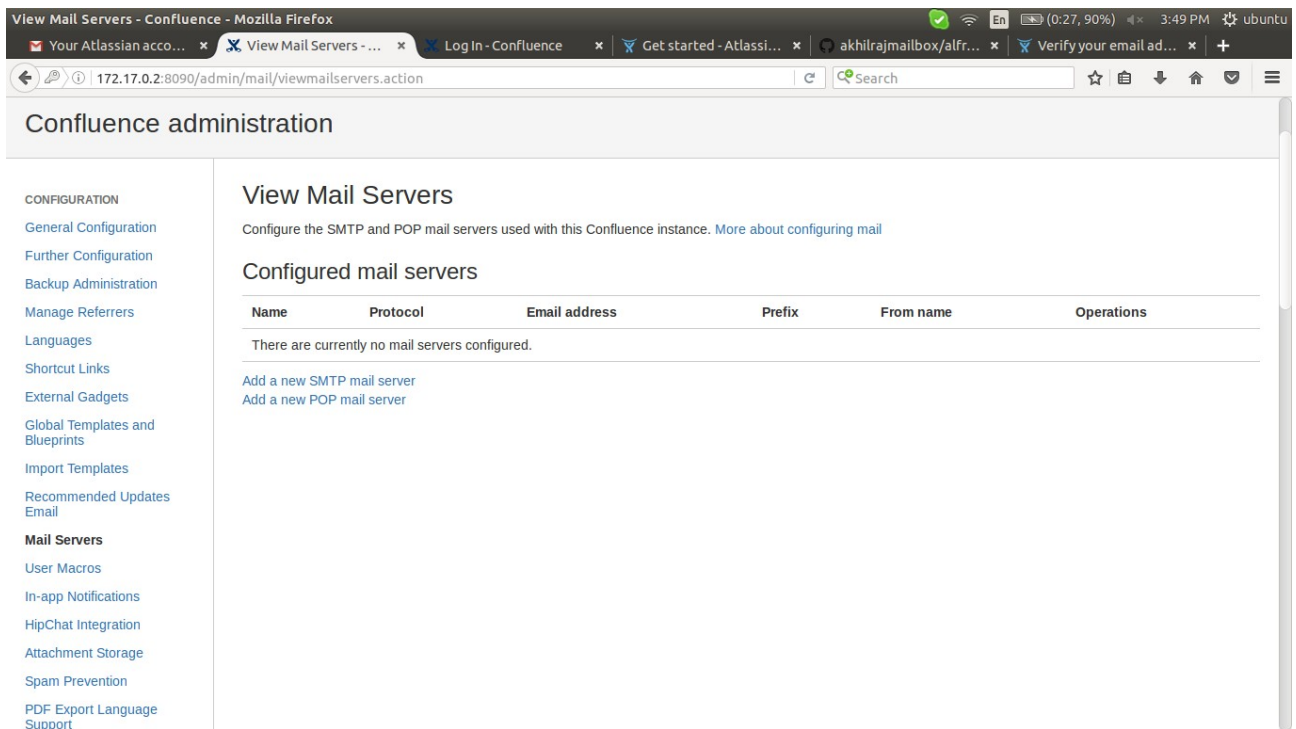 View Mail Servers - Confluence - Mozilla Firefox
En (0:27, 90%) 3:49 PM ubuntu
Your Atlassian acco... × View Mail Servers - ... × Log In - Confluence × Get started - Atlassi... × akhilrajmailbox/alfr... × Verify your email ad... × +
172.17.0.2:8090/admin/mail/viewmailservers.action Search
Confluence administration
CONFIGURATION
General Configuration
Further Configuration
Backup Administration
Manage Referrers
Languages
Shortcut Links
External Gadgets
Global Templates and
Blueprints
Import Templates
Recommended Updates
Email
Mail Servers
User Macros
In-app Notifications
HipChat Integration
Attachment Storage
Spam Prevention
PDF Export Language
Support
View Mail Servers
Configure the SMTP and POP mail servers used with this Confluence instance. More about configuring mail
Configured mail servers
Name Protocol Email address Prefix From name Operations
There are currently no mail servers configured.
Add a new SMTP mail server
Add a new POP mail server